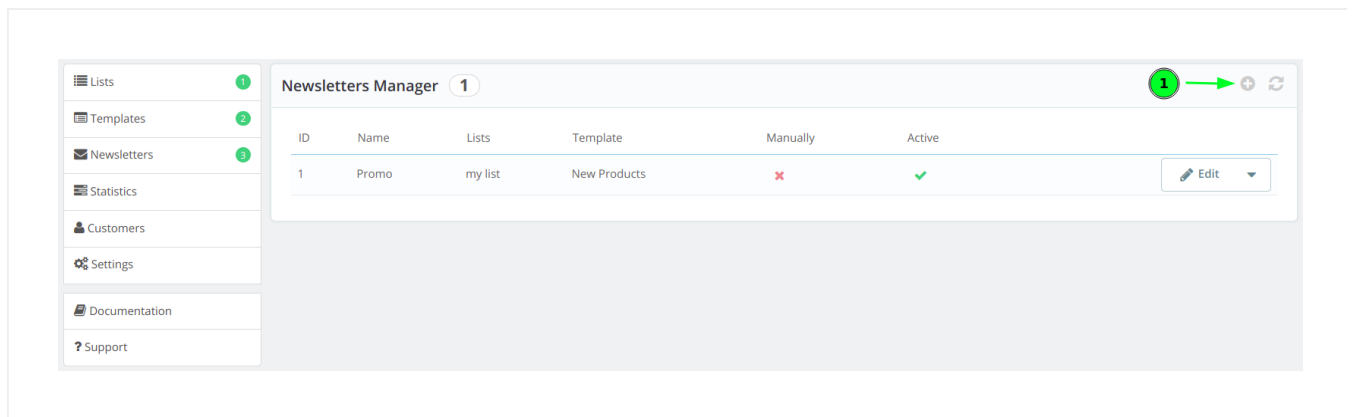 Lists 1
Templates 2
Newsletters 3
Statistics
Customers
Settings
Documentation
? Support
Newsletters Manager 1
1
ID Name Lists Template Manually Active
1 Promo my list New Products Edit